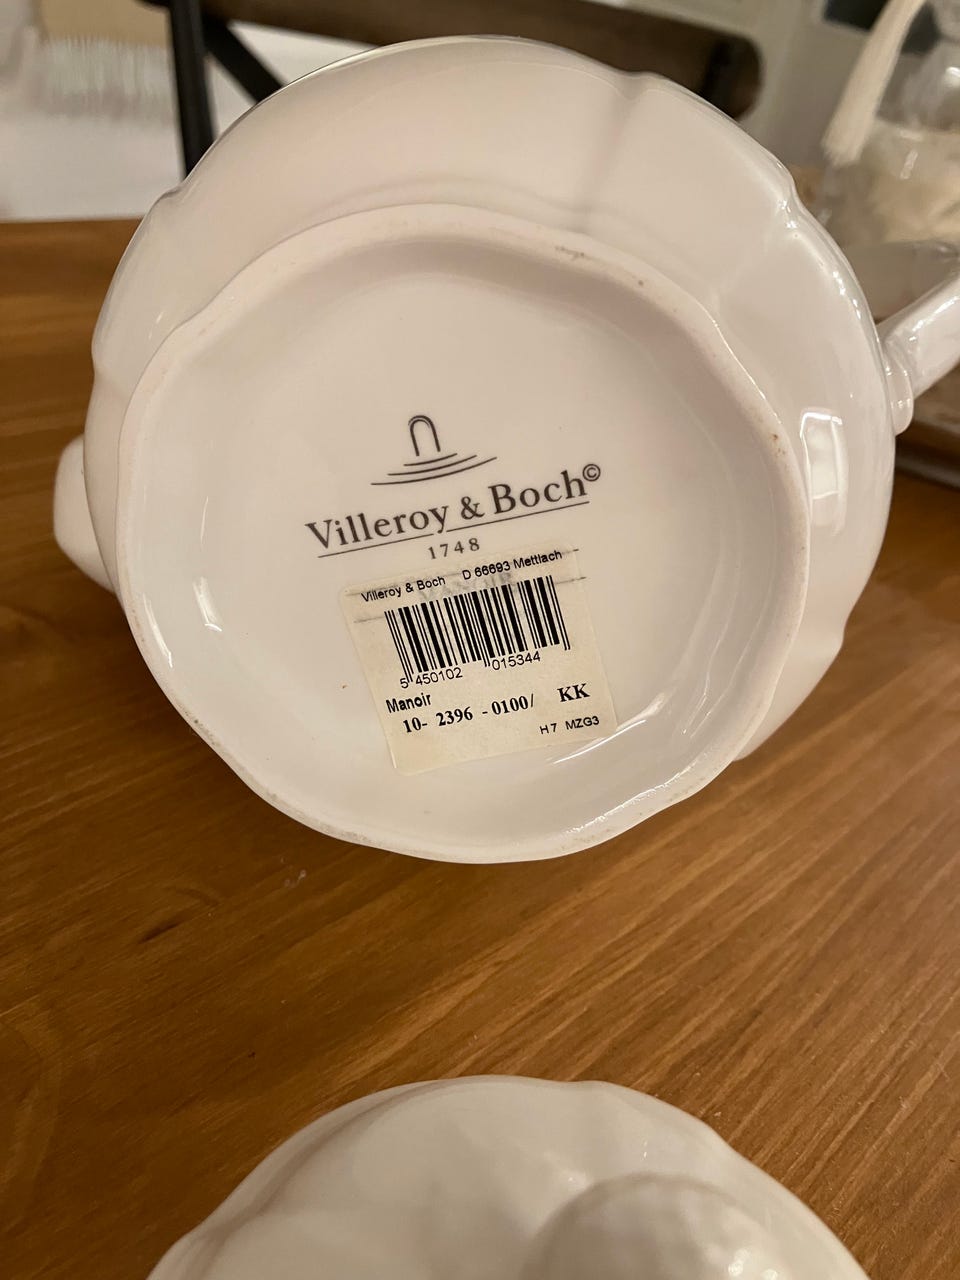 Villeroy & Boch©
1748
Villeroy & Boch D 66693 Mettlach
5 450102 015344
Manoir
10- 2396 - 0100/ KK
H7 MZG3